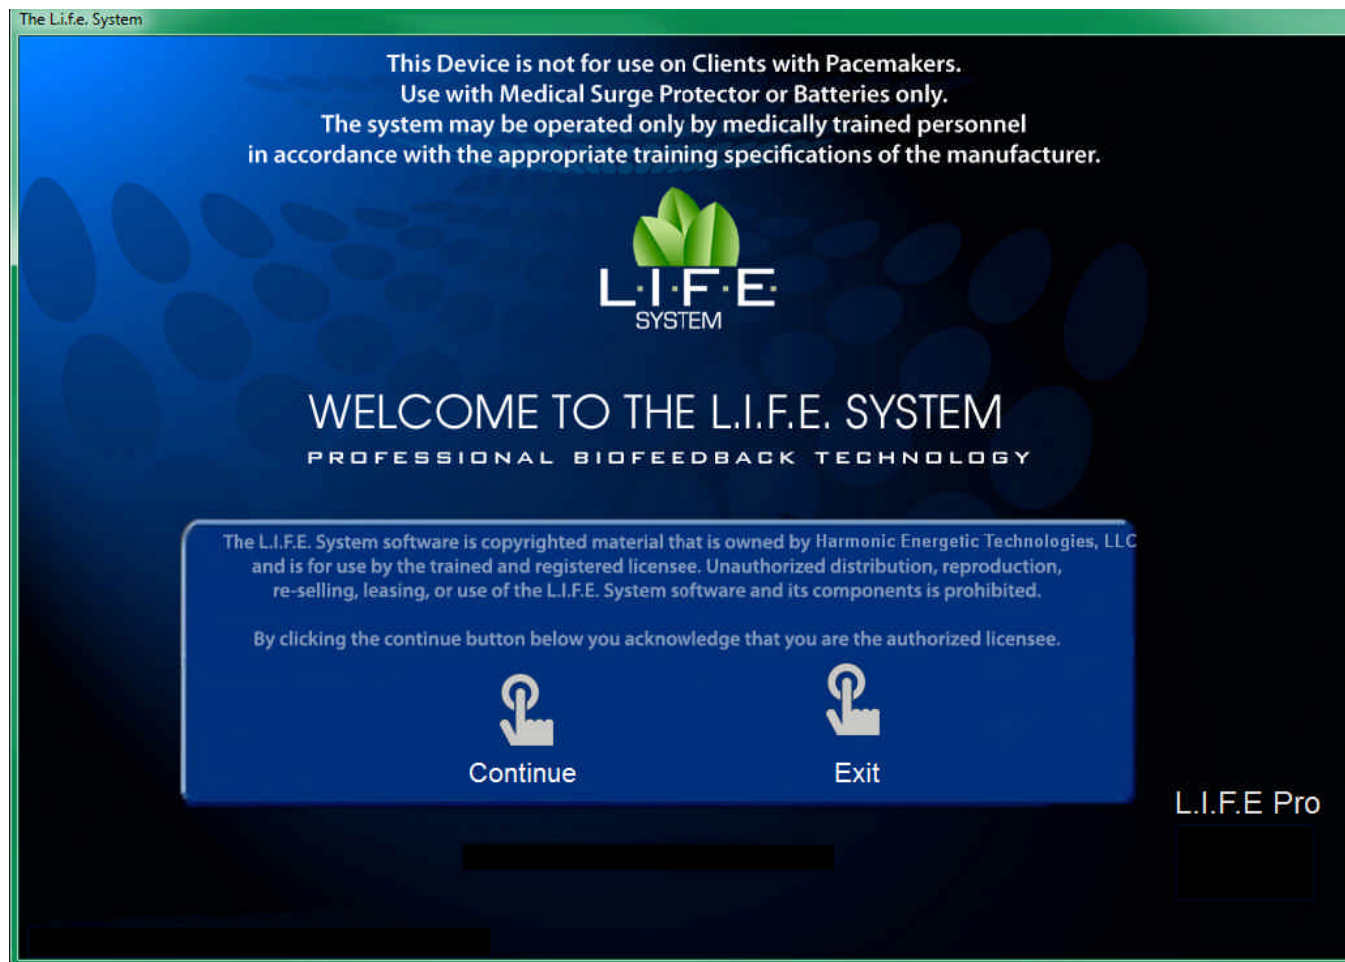 The L.i.f.e. System
This Device is not for use on Clients with Pacemakers.
Use with Medical Surge Protector or Batteries only.
The system may be operated only by medically trained personnel
in accordance with the appropriate training specifications of the manufacturer.
L·I·F·E·
SYSTEM
WELCOME TO THE L.I.F.E. SYSTEM
PROFESSIONAL BIOFEEDBACK TECHNOLOGY
The L.I.F.E. System software is copyrighted material that is owned by Harmonic Energetic Technologies, LLC
and is for use by the trained and registered licensee. Unauthorized distribution, reproduction,
re-selling, leasing, or use of the L.I.F.E. System software and its components is prohibited.
By clicking the continue button below you acknowledge that you are the authorized licensee.
Continue Exit
L.I.F.E Pro